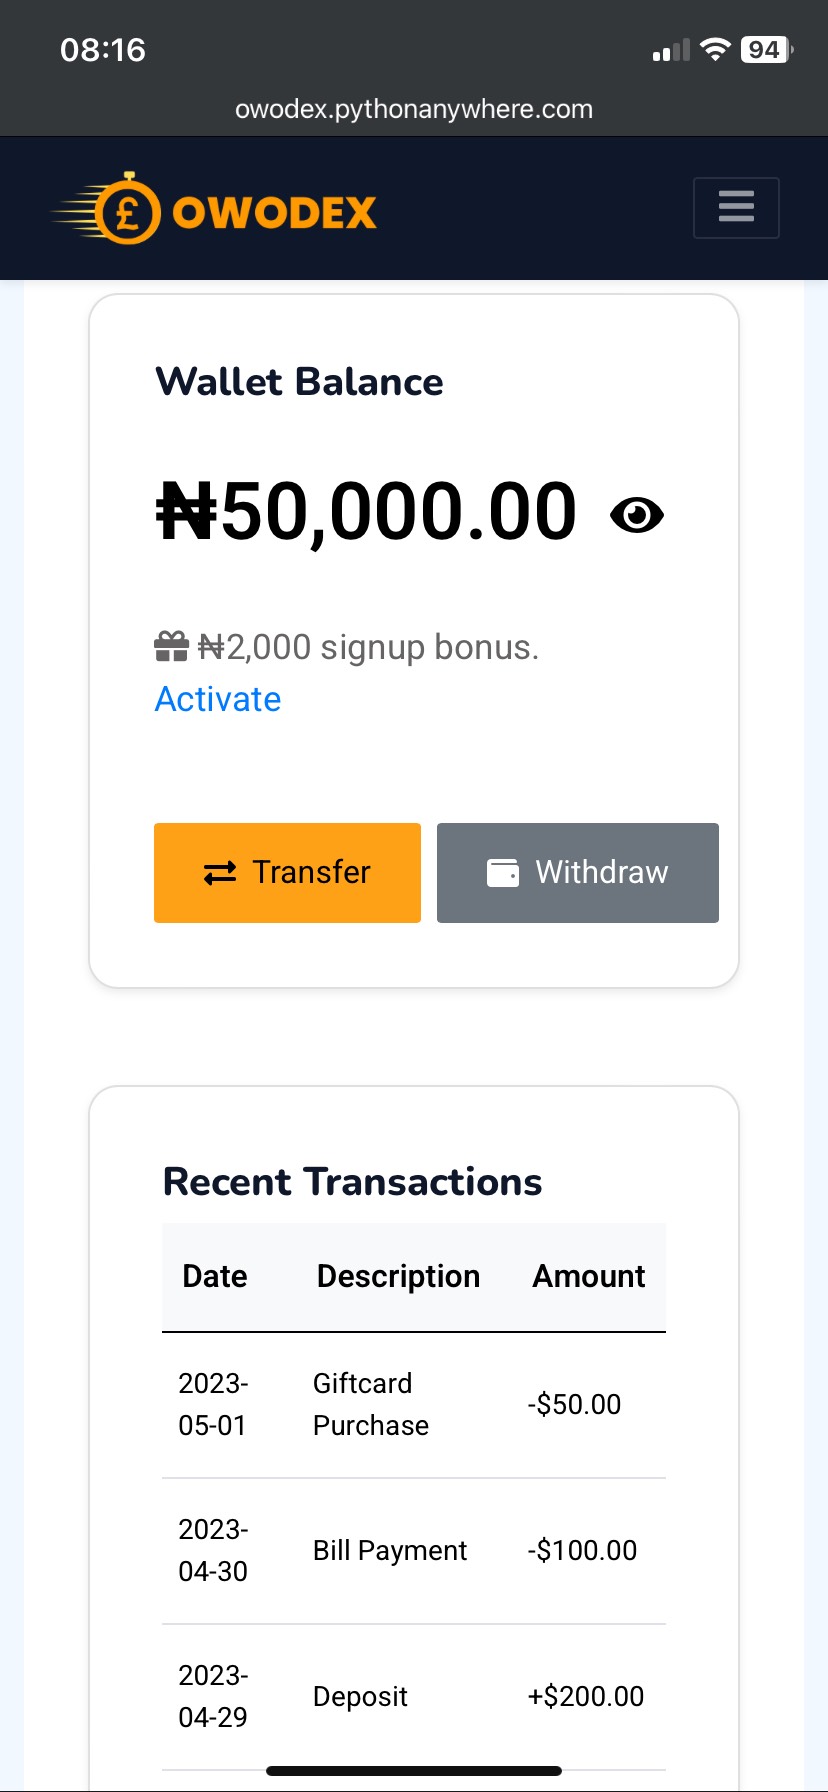 08:16
94
owodex.pythonanywhere.com
£ OWODEX
Wallet Balance
₦50,000.00
₦2,000 signup bonus.
Activate
Transfer Withdraw
Recent Transactions
Date Description Amount
2023-
05-01
Giftcard
Purchase
-$50.00
2023-
04-30
Bill Payment
-$100.00
2023-
04-29
Deposit
+$200.00